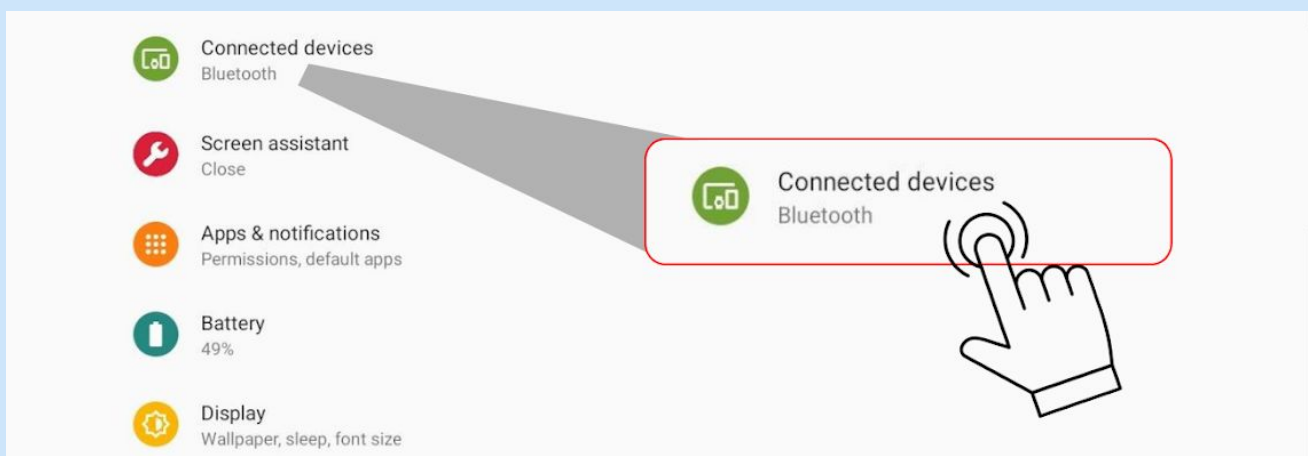 Connected devices
Bluetooth
Screen assistant
Close
Apps & notifications
Permissions, default apps
Battery
49%
Display
Wallpaper, sleep, font size
Connected devices
Bluetooth